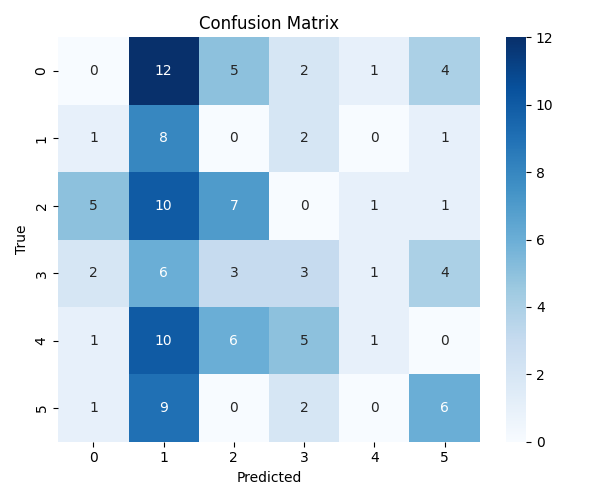 Confusion Matrix
0 0 12 5 2 1 4
1 1 8 0 2 0 1
2 5 10 7 0 1 1
3 2 6 3 3 1 4
4 1 10 6 5 1 0
5 1 9 0 2 0 6
0 1 2 3 4 5
True
Predicted
12
10
8
6
4
2
0